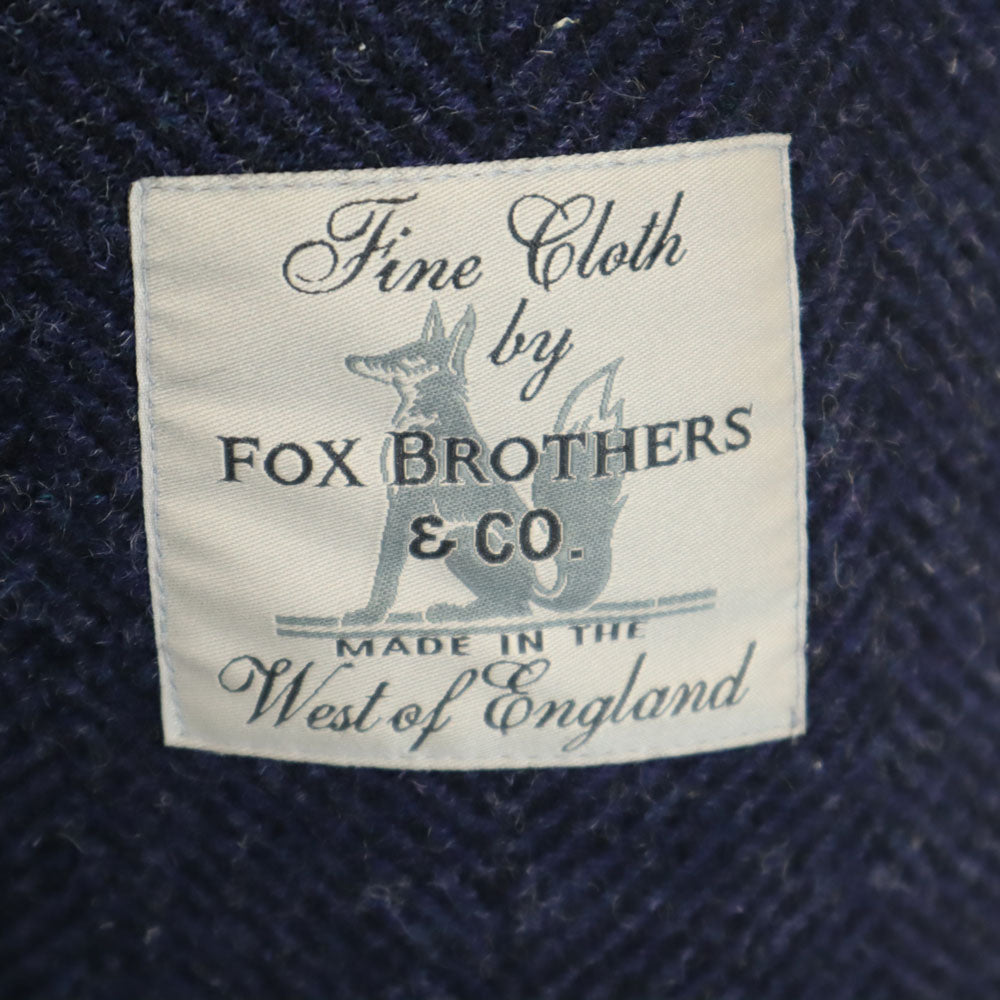 Fine Cloth
by
FOX BROTHERS
& CO.
MADE IN THE
West of England